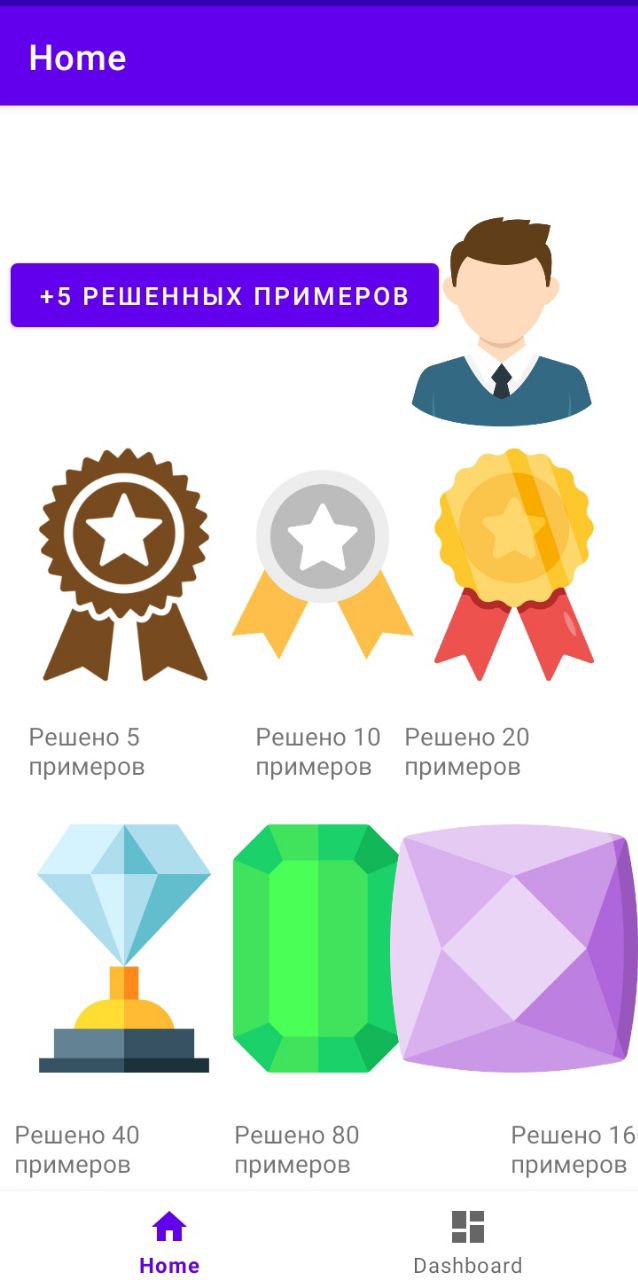 Home
+5 РЕШЕННЫХ ПРИМЕРОВ
Решено 5
примеров
Решено 10
примеров
Решено 20
примеров
Решено 40
примеров
Решено 80
примеров
Решено 16
примеров
Home
Dashboard